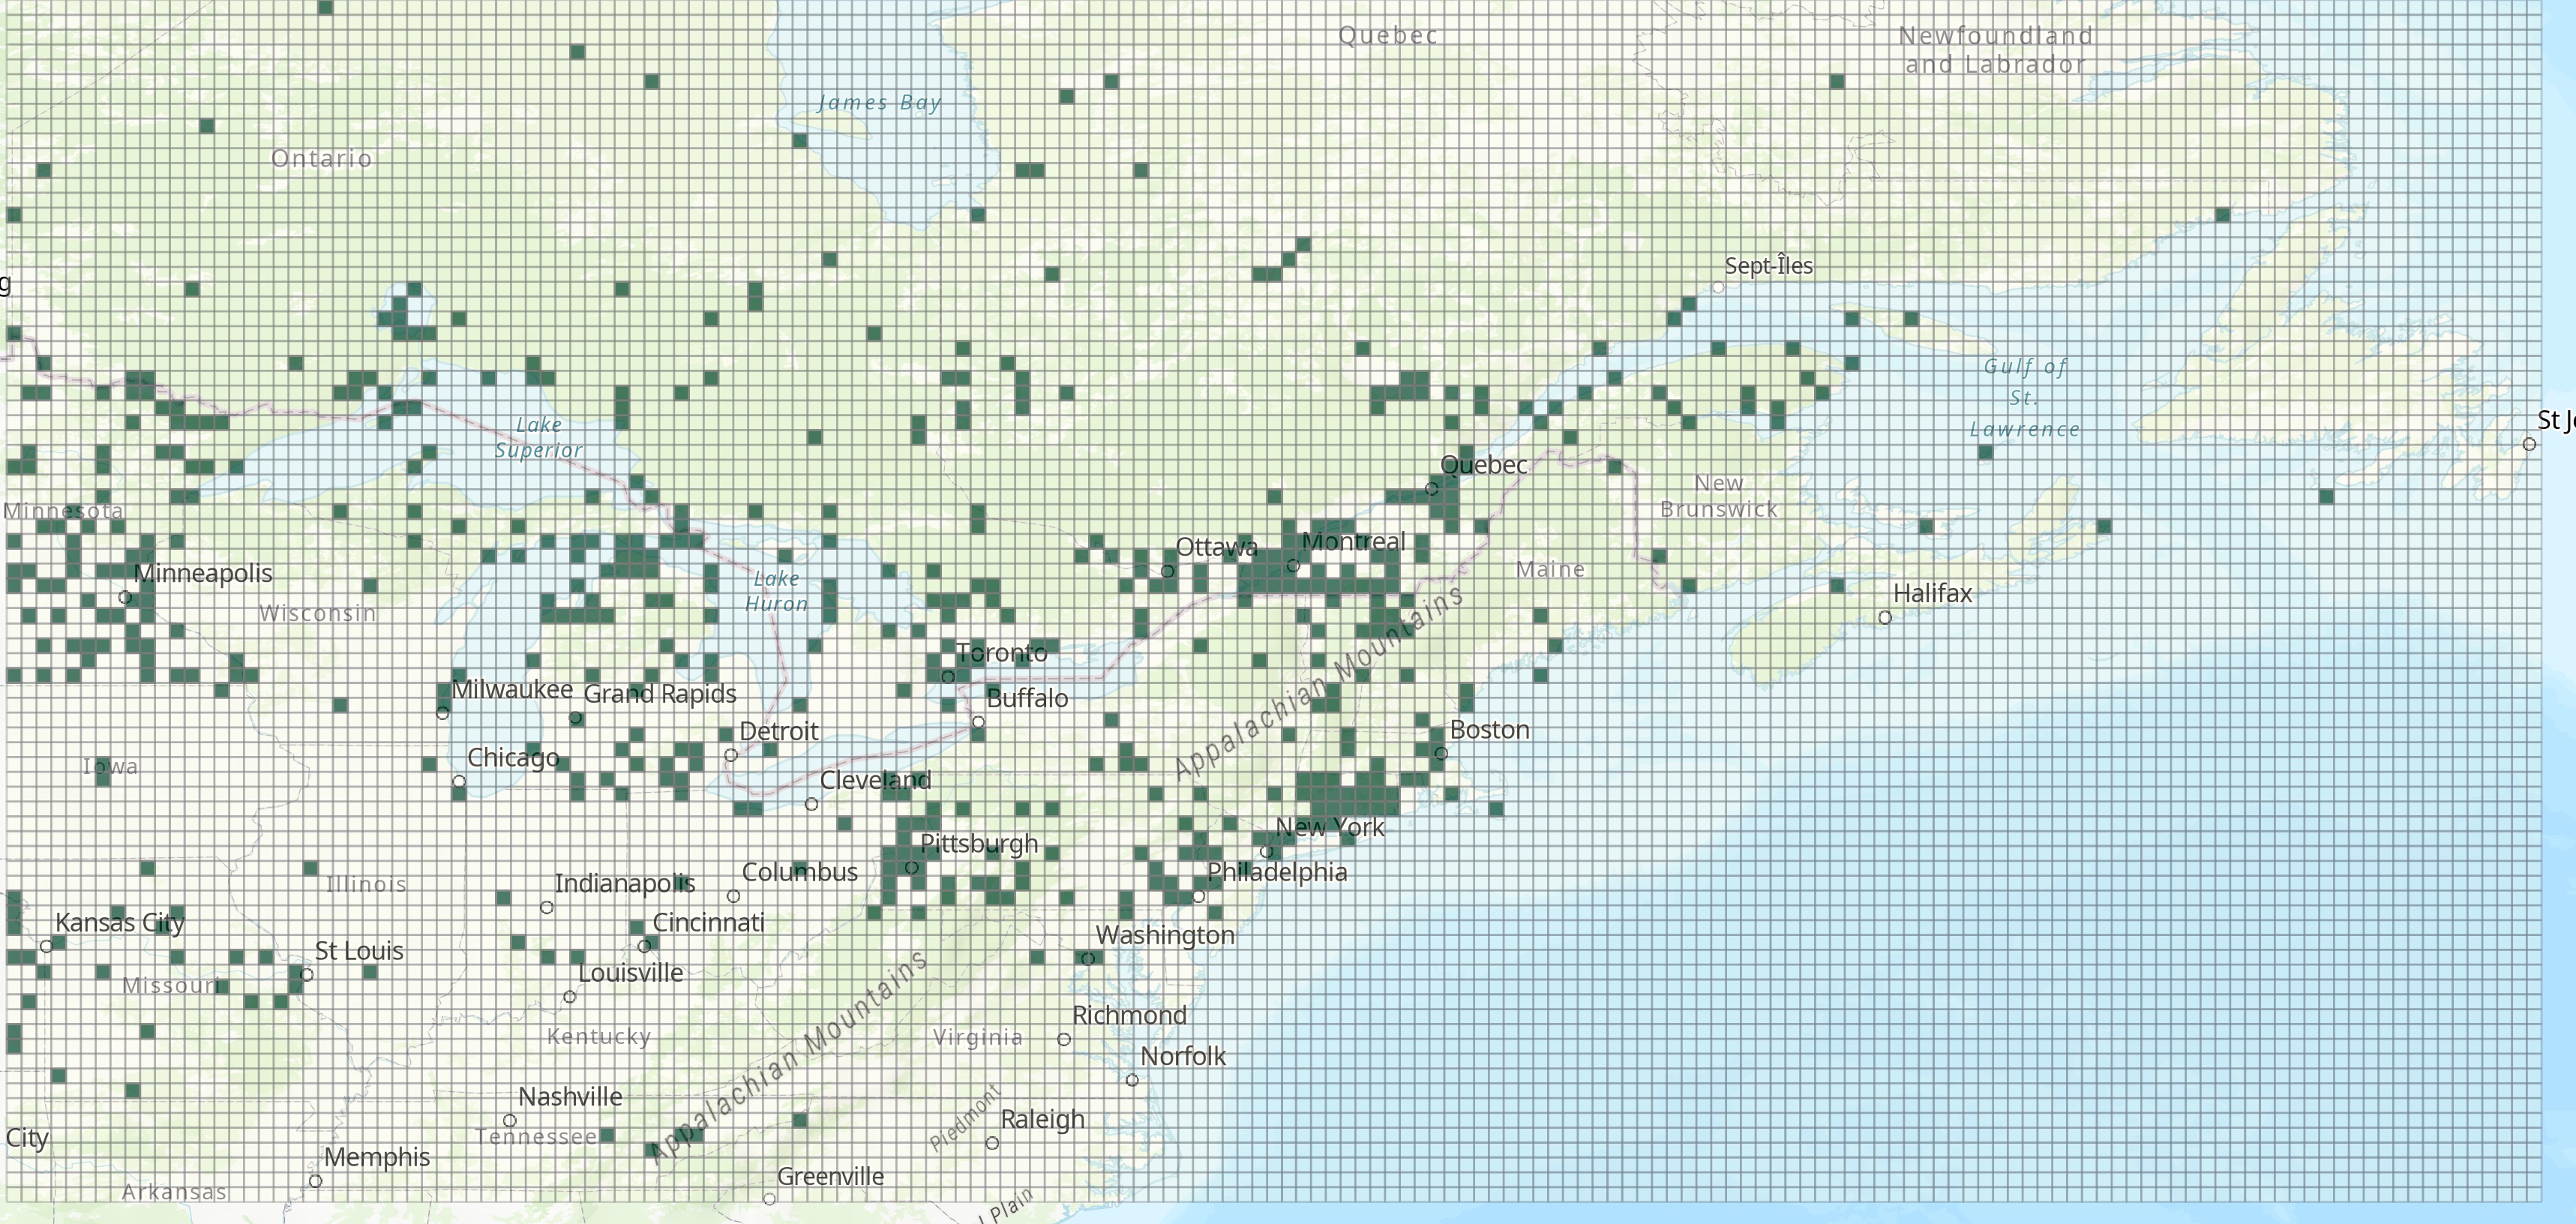 Quebec
Newfoundland
and Labrador
James Bay
Ontario
Sept-Îles
g
Gulf of
St.
Lawrence
St J
Lake
Superior
Quebec
New
Brunswick
Minnesota
Ottawa
Montreal
Maine
Minneapolis
Lake
Huron
Halifax
Wisconsin
Appalachian Mountains
Toronto
Milwaukee
Grand Rapids
Buffalo
Detroit
Boston
Chicago
Iowa
Cleveland
New York
Pittsburgh
Columbus
Philadelphia
Illinois
Indianapolis
Kansas City
Cincinnati
Washington
St Louis
Louisville
Missouri
Appalachian Mountains
Richmond
Kentucky
Virginia
Norfolk
Nashville
Piedmont
Raleigh
City
Tennessee
Memphis
Greenville
Arkansas
l Plain